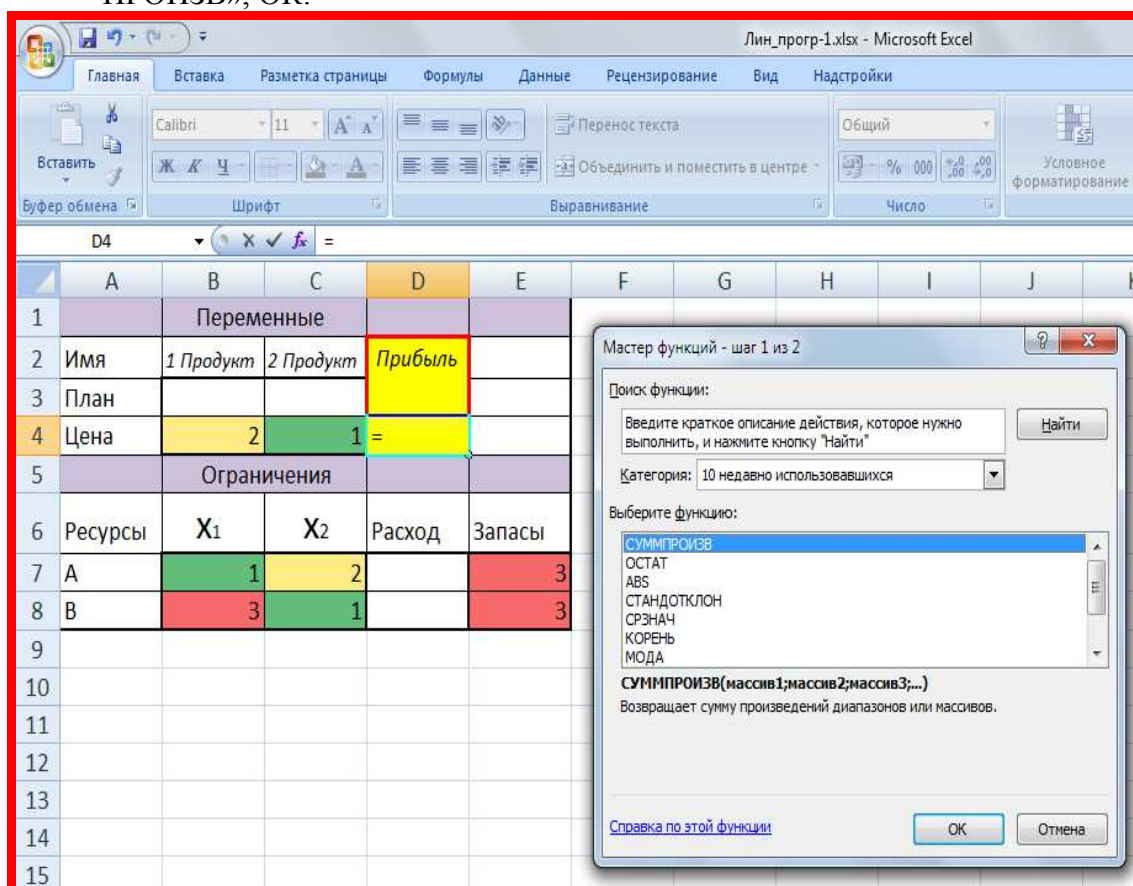 ПРОИЗВ», ОК.
Лин_прогр-1.xlsx - Microsoft Excel
Главная Вставка Разметка страницы Формулы Данные Рецензирование Вид Надстройки
Calibri 11 A A Перенос текста Общий
Вставить Ж К Ч A Объединить и поместить в центре % 000 Условное форматирование
Буфер обмена Шрифт Выравнивание Число
D4 fx =
A B C D E F G H I J K
1 Переменные
2 Имя 1 Продукт 2 Продукт Прибыль
3 План
4 Цена 2 1 =
5 Ограничения
6 Ресурсы X1 X2 Расход Запасы
7 A 1 2 3
8 B 3 1 3
9
10
11
12
13
14
15
Мастер функций - шаг 1 из 2
Поиск функции:
Введите краткое описание действия, которое нужно
выполнить, и нажмите кнопку "Найти"
Найти
Категория: 10 недавно использовавшихся
Выберите функцию:
СУММПРОИЗВ
ОСТАТ
ABS
СТАНДОТКЛОН
СРЗНАЧ
КОРЕНЬ
МОДА
СУММПРОИЗВ(массив1;массив2;массив3;...)
Возвращает сумму произведений диапазонов или массивов.
Справка по этой функции
ОК Отмена